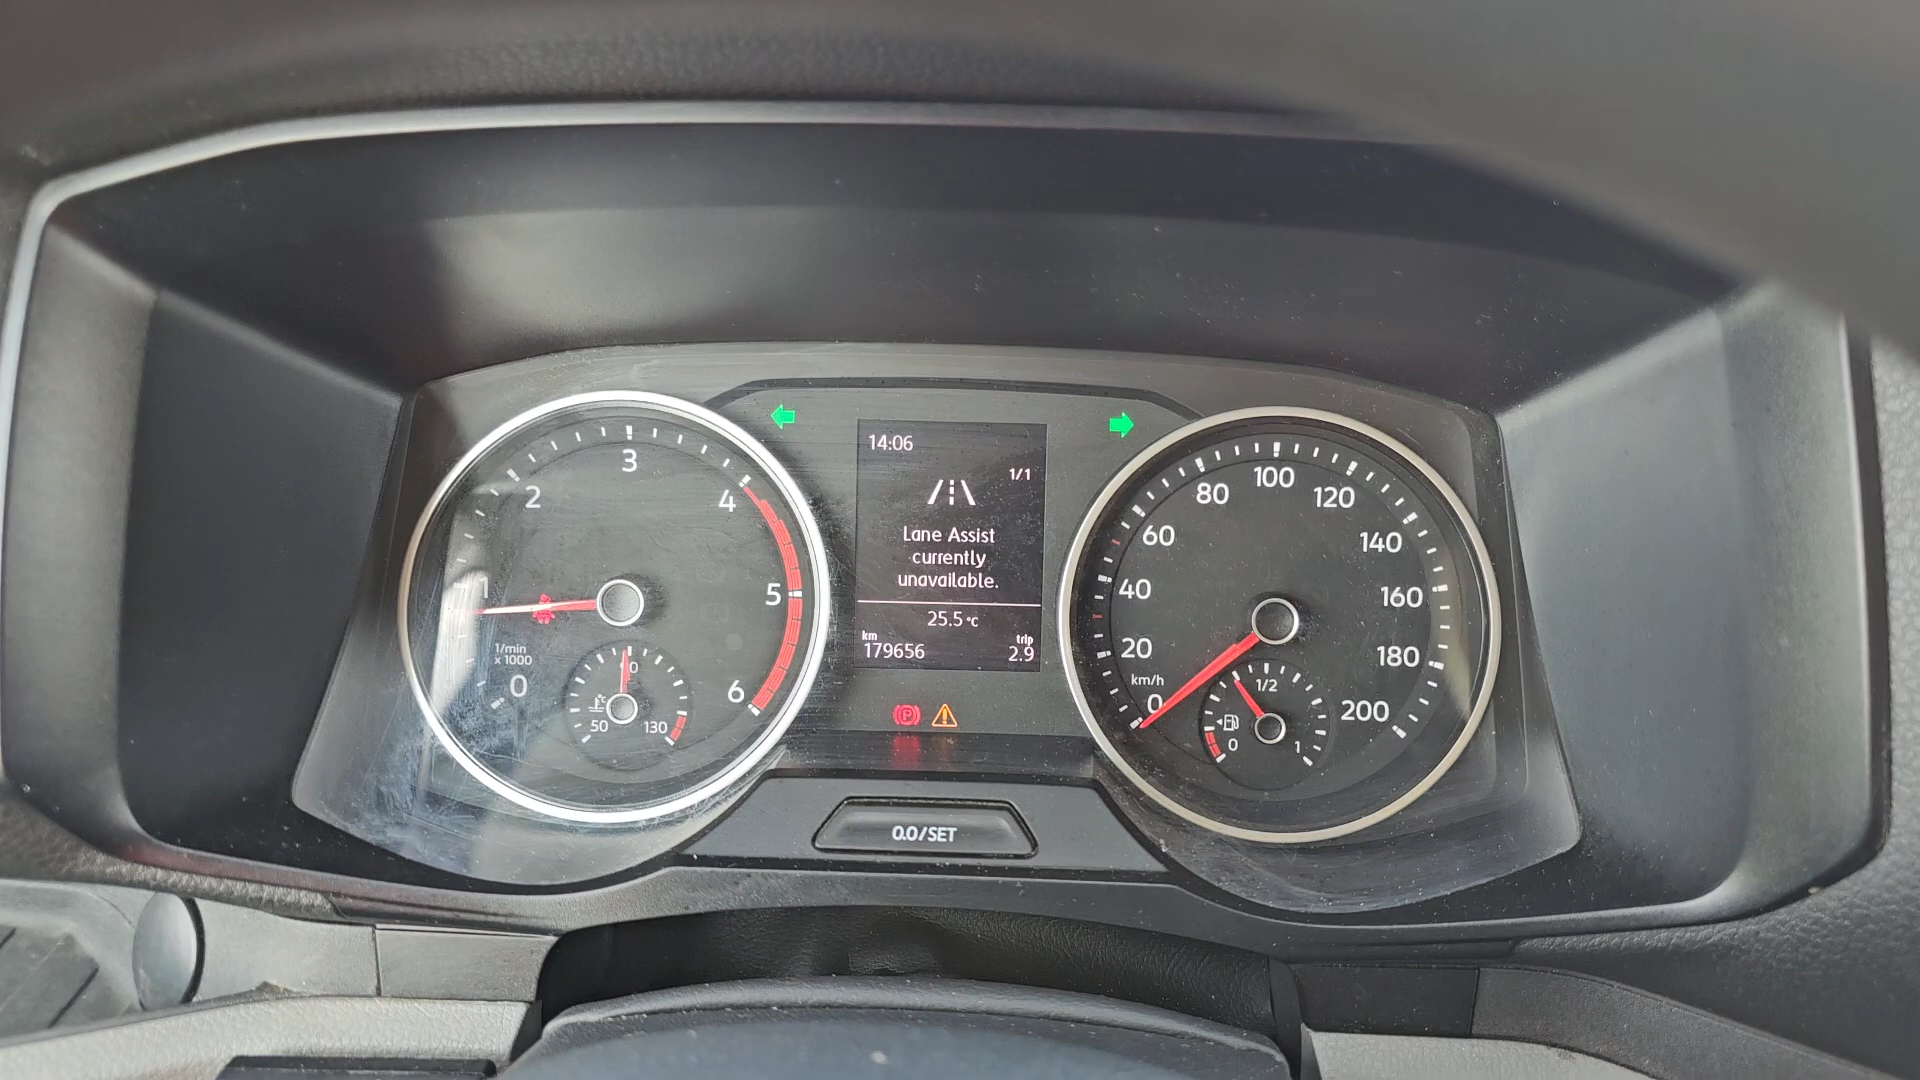 14:06
1/1
Lane Assist
currently
unavailable.
25.5 °C
km
179656
trip
2.9
0
1
2
3
4
5
6
1/min
x 1000
50
130
°C
P
0
20
40
60
80
100
120
140
160
180
200
km/h
0
1/2
1
0.0/SET